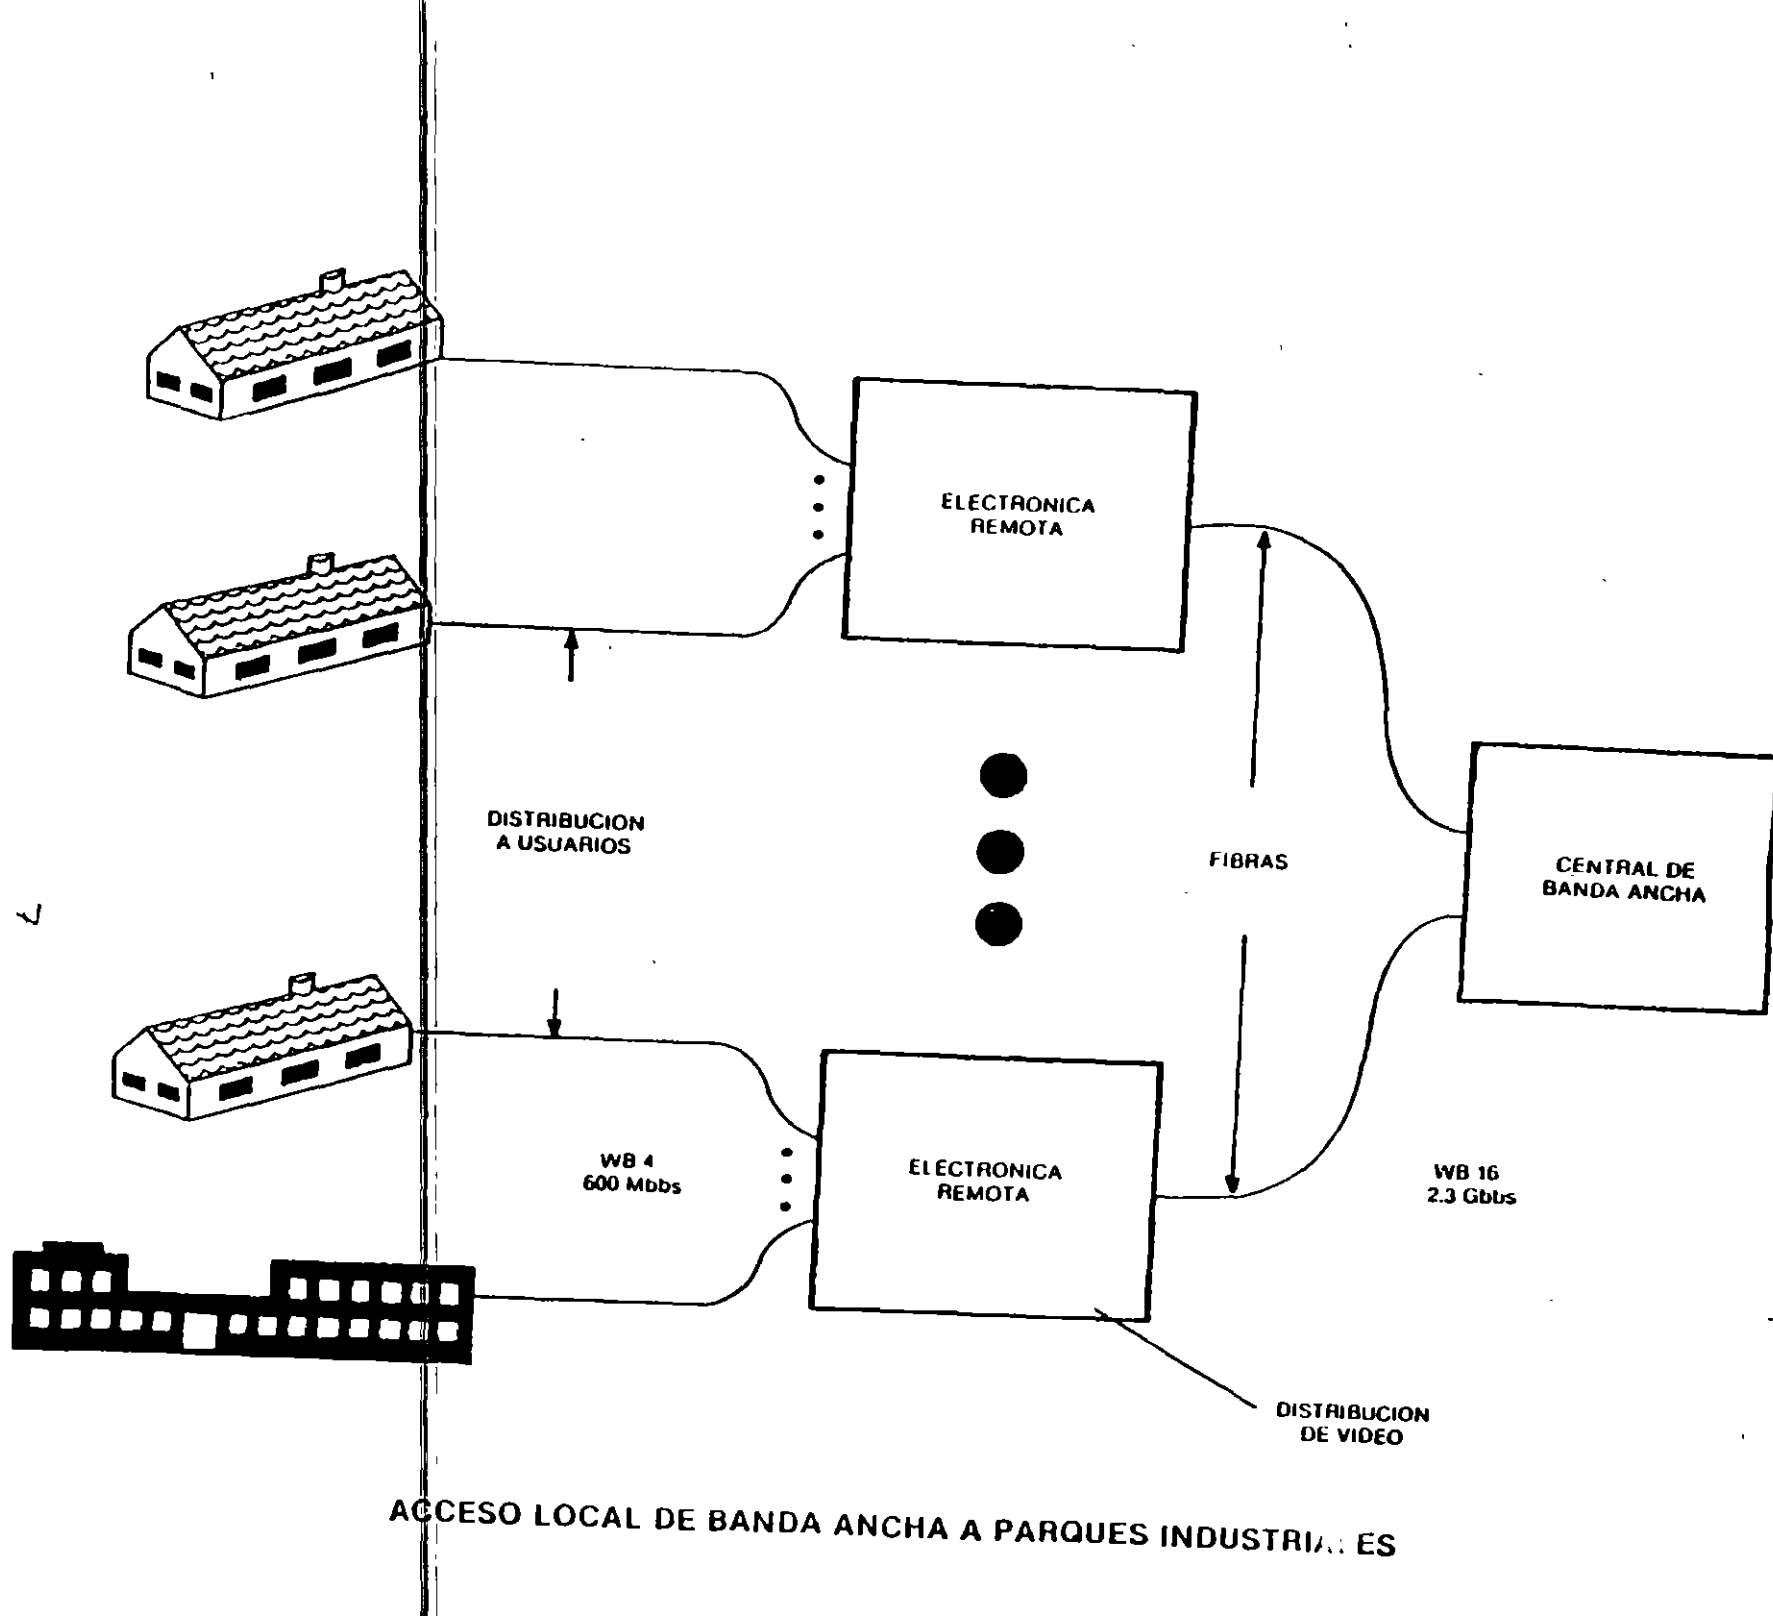 ELECTRONICA
REMOTA
DISTRIBUCION
A USUARIOS
FIBRAS
CENTRAL DE
BANDA ANCHA
WB 4
600 Mbbs
ELECTRONICA
REMOTA
WB 16
2.3 Gbbs
DISTRIBUCION
DE VIDEO
ACCESO LOCAL DE BANDA ANCHA A PARQUES